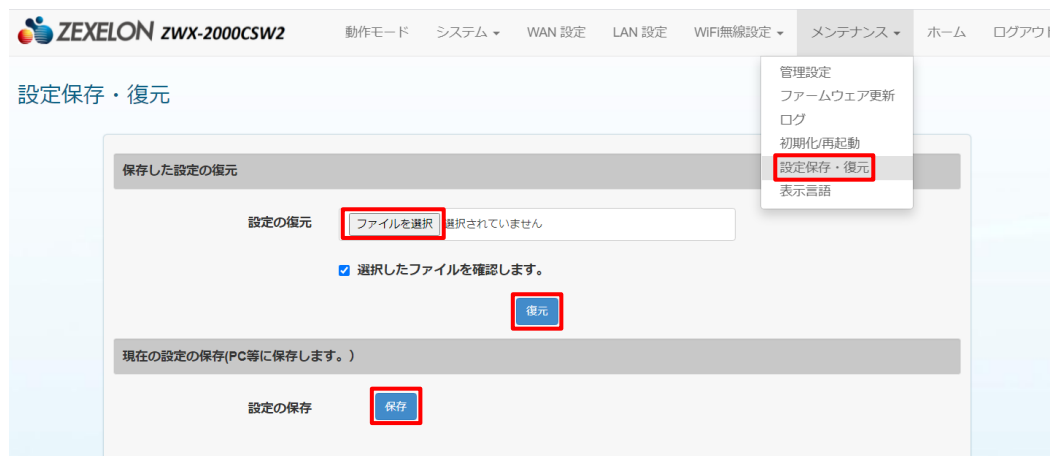 ZEXELON ZWX-2000CSW2 動作モード システム WAN 設定 LAN 設定 WiFi無線設定 メンテナンス ホーム ログアウト
管理設定
ファームウェア更新
ログ
初期化/再起動
設定保存・復元
表示言語
設定保存・復元
保存した設定の復元
設定の復元 ファイルを選択 選択されていません
選択したファイルを確認します。
復元
現在の設定の保存(PC等に保存します。)
設定の保存 保存